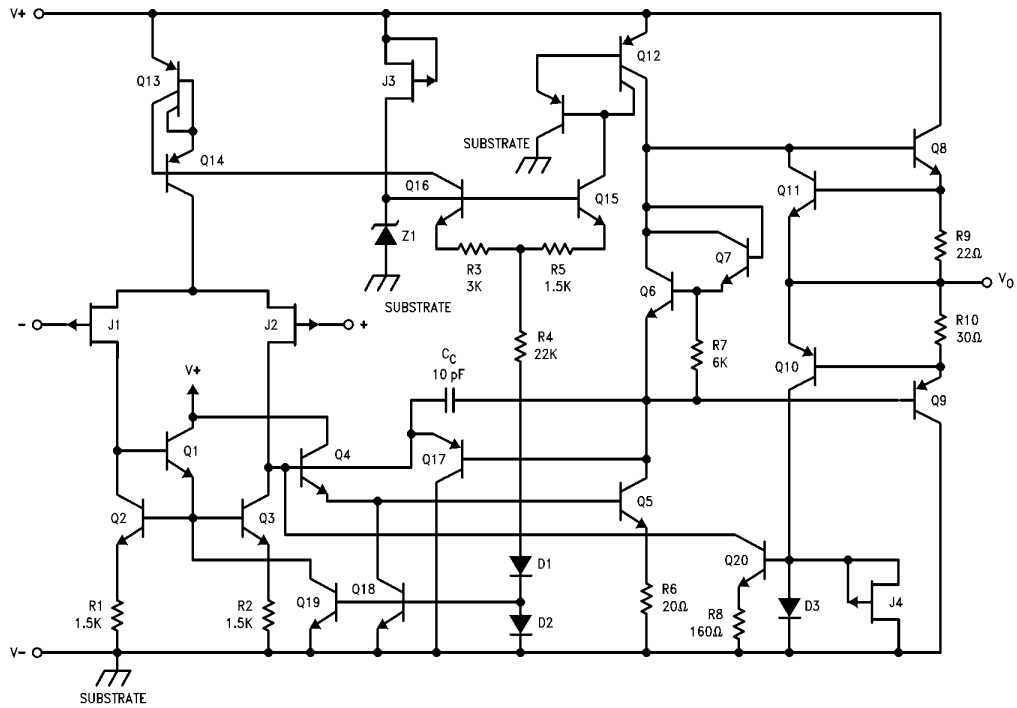 V+
Q13
J3
Q12
SUBSTRATE
Q14
Q16
Q15
Q11
Q8
Z1
R3
3K
R5
1.5K
SUBSTRATE
Q7
Q6
R9
22Ω
VO
-
J1
J2
+
R4
22K
R7
6K
Q10
R10
30Ω
CC
10 pF
V+
Q9
Q1
Q4
Q17
Q2
Q3
Q5
Q20
D1
Q19
Q18
R6
20Ω
R8
160Ω
D3
J4
R1
1.5K
R2
1.5K
D2
V-
SUBSTRATE